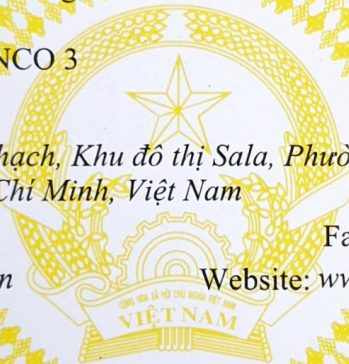 NCO 3
hạch, Khu đô thị Sala, Phườ
Chí Minh, Việt Nam
Fa
n Website: ww
CỘNG HÒA XÃ HỘI CHỦ NGHĨA VIỆT NAM
VIỆT NAM